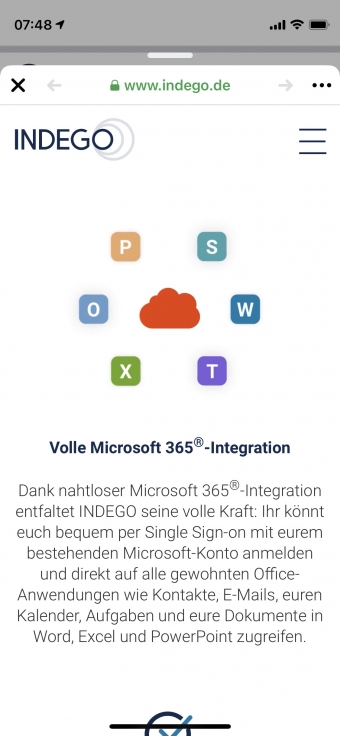 07:48
www.indego.de
INDEGO
P
S
O
W
X
T
Volle Microsoft 365®-Integration
Dank nahtloser Microsoft 365®-Integration
entfaltet INDEGO seine volle Kraft: Ihr könnt
euch bequem per Single Sign-on mit eurem
bestehenden Microsoft-Konto anmelden
und direkt auf alle gewohnten Office-
Anwendungen wie Kontakte, E-Mails, euren
Kalender, Aufgaben und eure Dokumente in
Word, Excel und PowerPoint zugreifen.